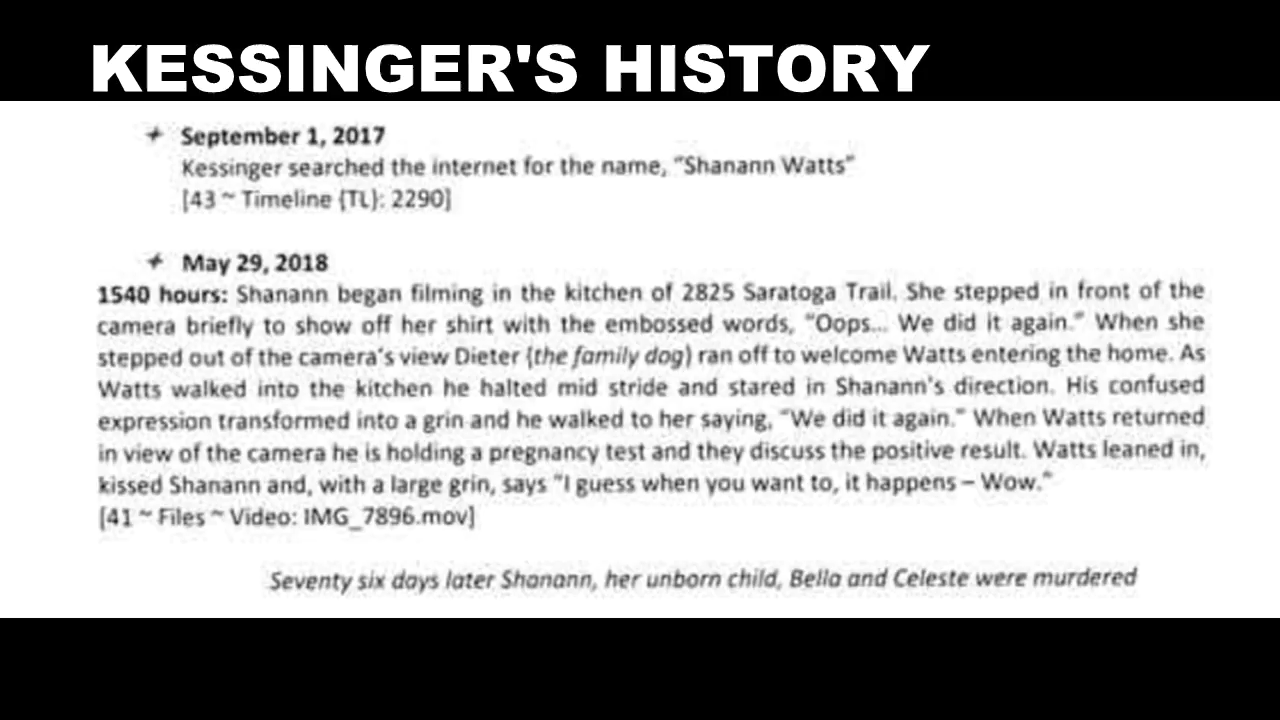 KESSINGER'S HISTORY
+ September 1, 2017
Kessinger searched the internet for the name, "Shanann Watts"
[43 ~ Timeline {TL}: 2290]
+ May 29, 2018
1540 hours: Shanann began filming in the kitchen of 2825 Saratoga Trail. She stepped in front of the
camera briefly to show off her shirt with the embossed words, "Oops... We did it again." When she
stepped out of the camera's view Dieter (the family dog) ran off to welcome Watts entering the home. As
Watts walked into the kitchen he halted mid stride and stared in Shanann's direction. His confused
expression transformed into a grin and he walked to her saying, "We did it again." When Watts returned
in view of the camera he is holding a pregnancy test and they discuss the positive result. Watts leaned in,
kissed Shanann and, with a large grin, says "I guess when you want to, it happens – Wow."
[41 ~ Files ~ Video: IMG_7896.mov]
Seventy six days later Shanann, her unborn child, Bella and Celeste were murdered